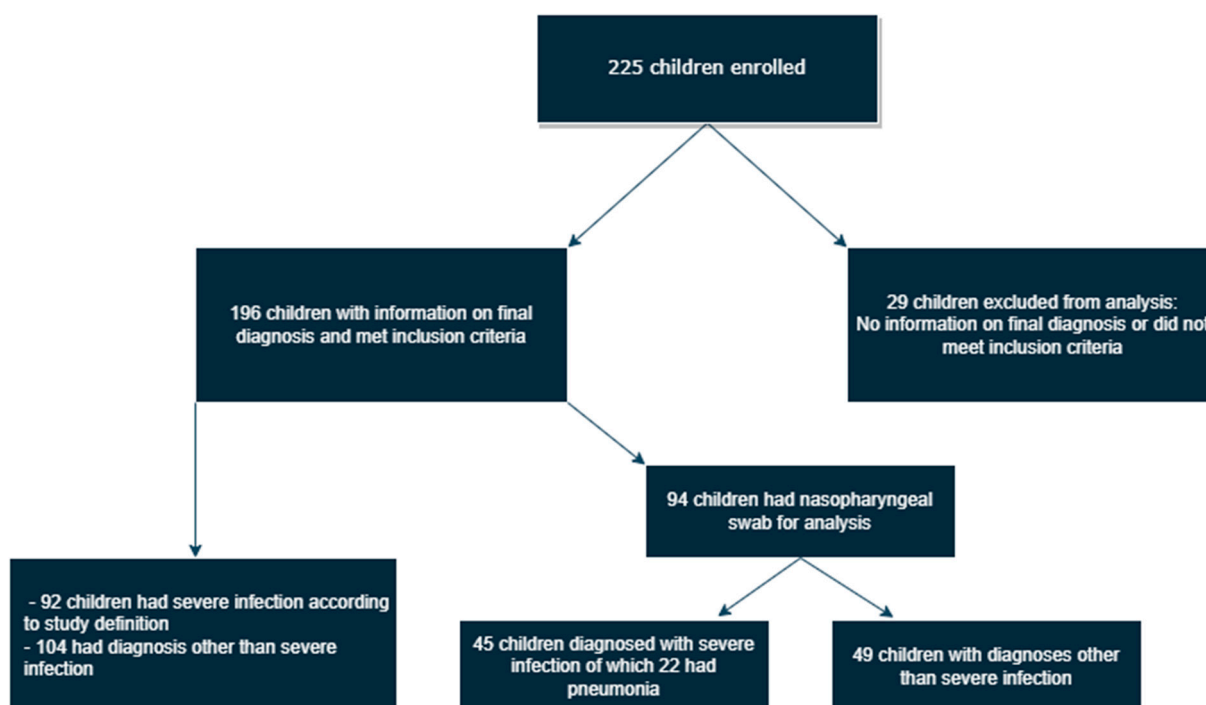 225 children enrolled
196 children with information on final
diagnosis and met inclusion criteria
29 children excluded from analysis:
No information on final diagnosis or did not
meet inclusion criteria
94 children had nasopharyngeal
swab for analysis
- 92 children had severe infection according
to study definition
- 104 had diagnosis other than severe
infection
45 children diagnosed with severe
infection of which 22 had
pneumonia
49 children with diagnoses other
than severe infection